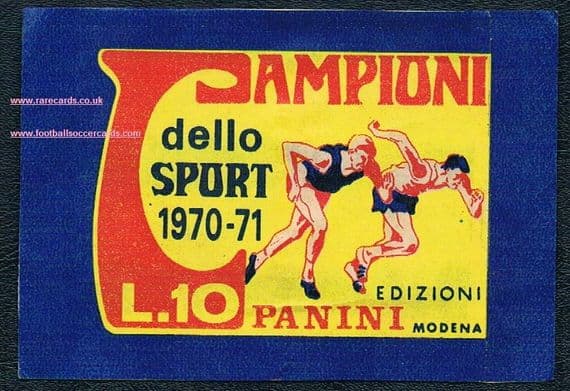 CAMPIONI
www.rarecards.co.uk
www.footballsoccercards.com
dello
SPORT
1970-71
L.10
EDIZIONI
PANINI MODENA